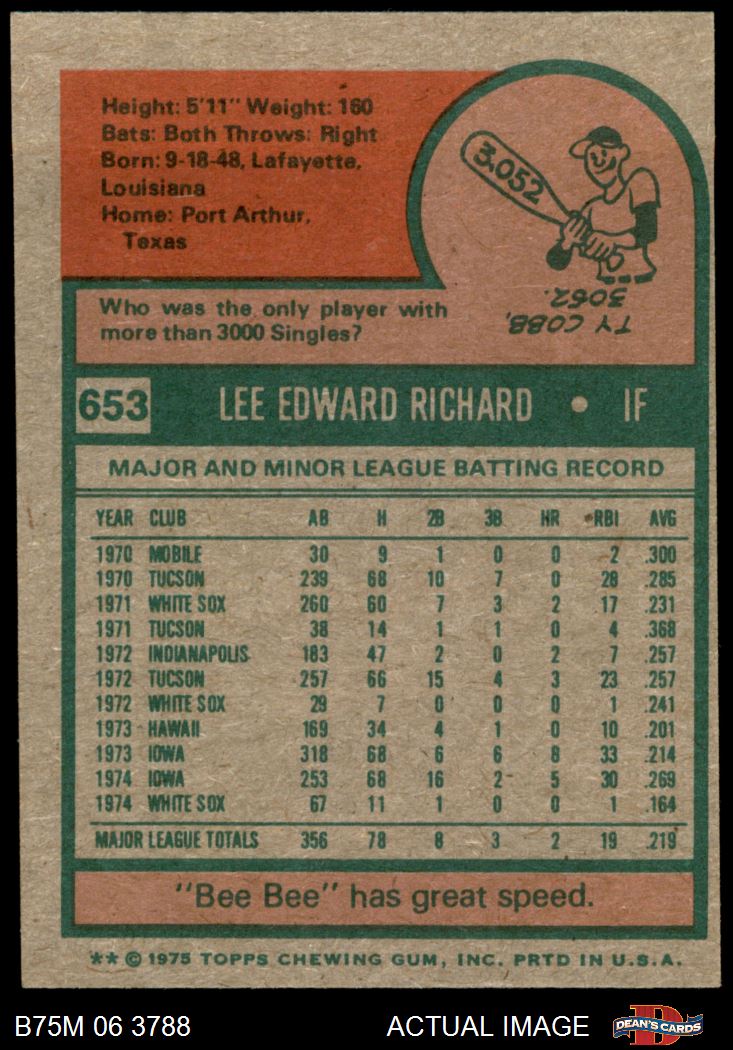 Height: 5'11" Weight: 160
Bats: Both Throws: Right
Born: 9-18-48, Lafayette,
Louisiana
Home: Port Arthur,
Texas
3,052
TY COBB,
3052.
Who was the only player with
more than 3000 Singles?
653 LEE EDWARD RICHARD • IF
MAJOR AND MINOR LEAGUE BATTING RECORD
YEAR CLUB AB H 2B 3B HR RBI AVG
1970 MOBILE 30 9 1 0 0 2 .300
1970 TUCSON 239 68 10 7 0 28 .285
1971 WHITE SOX 260 60 7 3 2 17 .231
1971 TUCSON 38 14 1 1 0 4 .368
1972 INDIANAPOLIS 183 47 2 0 2 7 .257
1972 TUCSON 257 66 15 4 3 23 .257
1972 WHITE SOX 29 7 0 0 0 1 .241
1973 HAWAII 169 34 4 1 0 10 .201
1973 IOWA 318 68 6 6 8 33 .214
1974 IOWA 253 68 16 2 5 30 .269
1974 WHITE SOX 67 11 1 0 0 1 .164
MAJOR LEAGUE TOTALS 356 78 8 3 2 19 .219
"Bee Bee" has great speed.
** © 1975 TOPPS CHEWING GUM, INC. PRTD IN U.S.A.
B75M 06 3788 ACTUAL IMAGE D DEAN'S CARDS